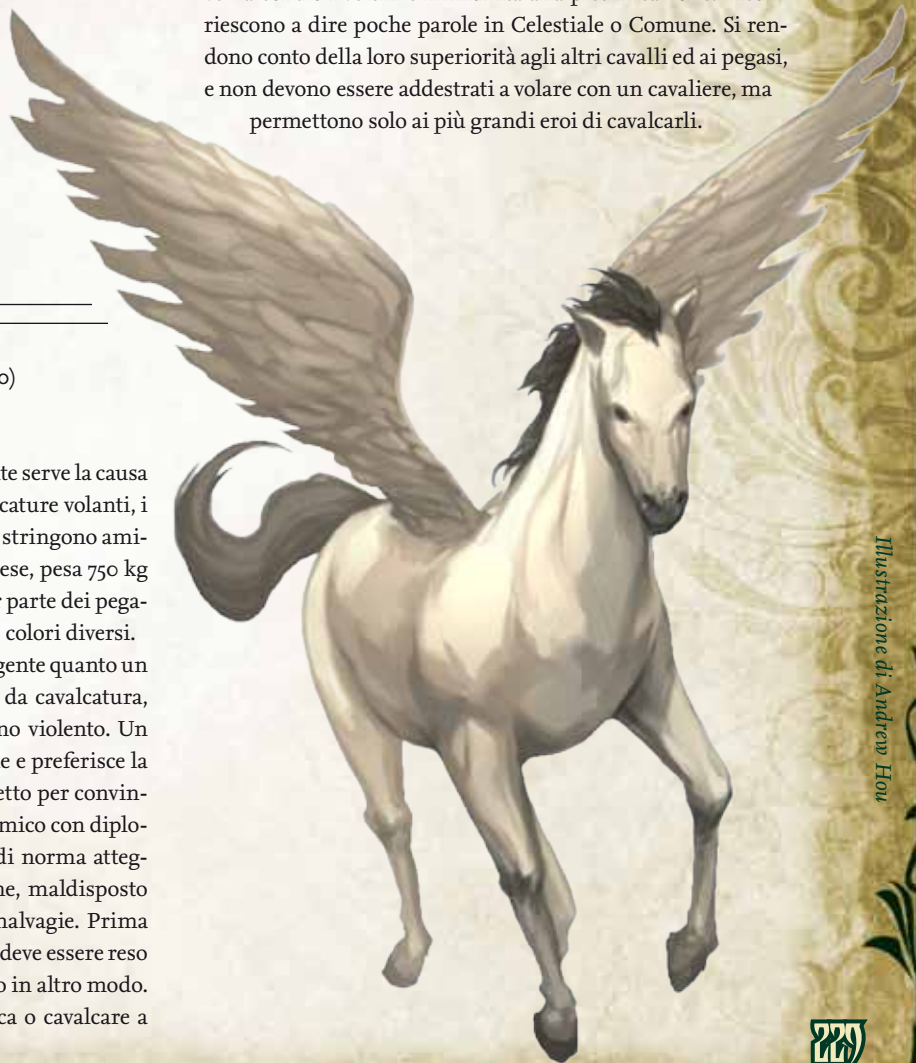 riescono a dire poche parole in Celestiale o Comune. Si ren-
dono conto della loro superiorità agli altri cavalli ed ai pegasi,
e non devono essere addestrati a volare con un cavaliere, ma
permettono solo ai più grandi eroi di cavalcarli.
te serve la causa
cature volanti, i
stringono ami-
ese, pesa 750 kg
parte dei pega-
colori diversi.
gente quanto un
da cavalcatura,
no violento. Un
e e preferisce la
etto per convin-
mico con diplo-
di norma atteg-
ne, maldisposto
malvagie. Prima
deve essere reso
o in altro modo.
ca o cavalcare a
Illustrazione di Andrew Hou
229